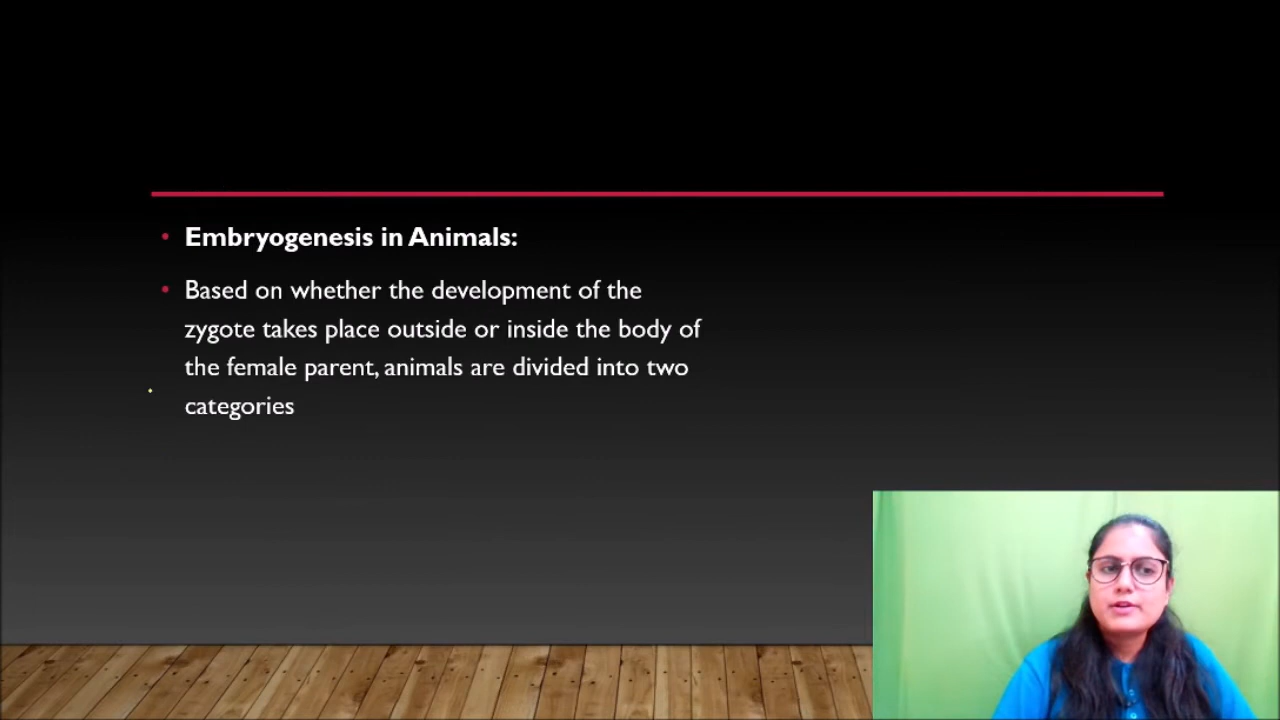 Embryogenesis in Animals:
Based on whether the development of the
zygote takes place outside or inside the body of
the female parent, animals are divided into two
categories